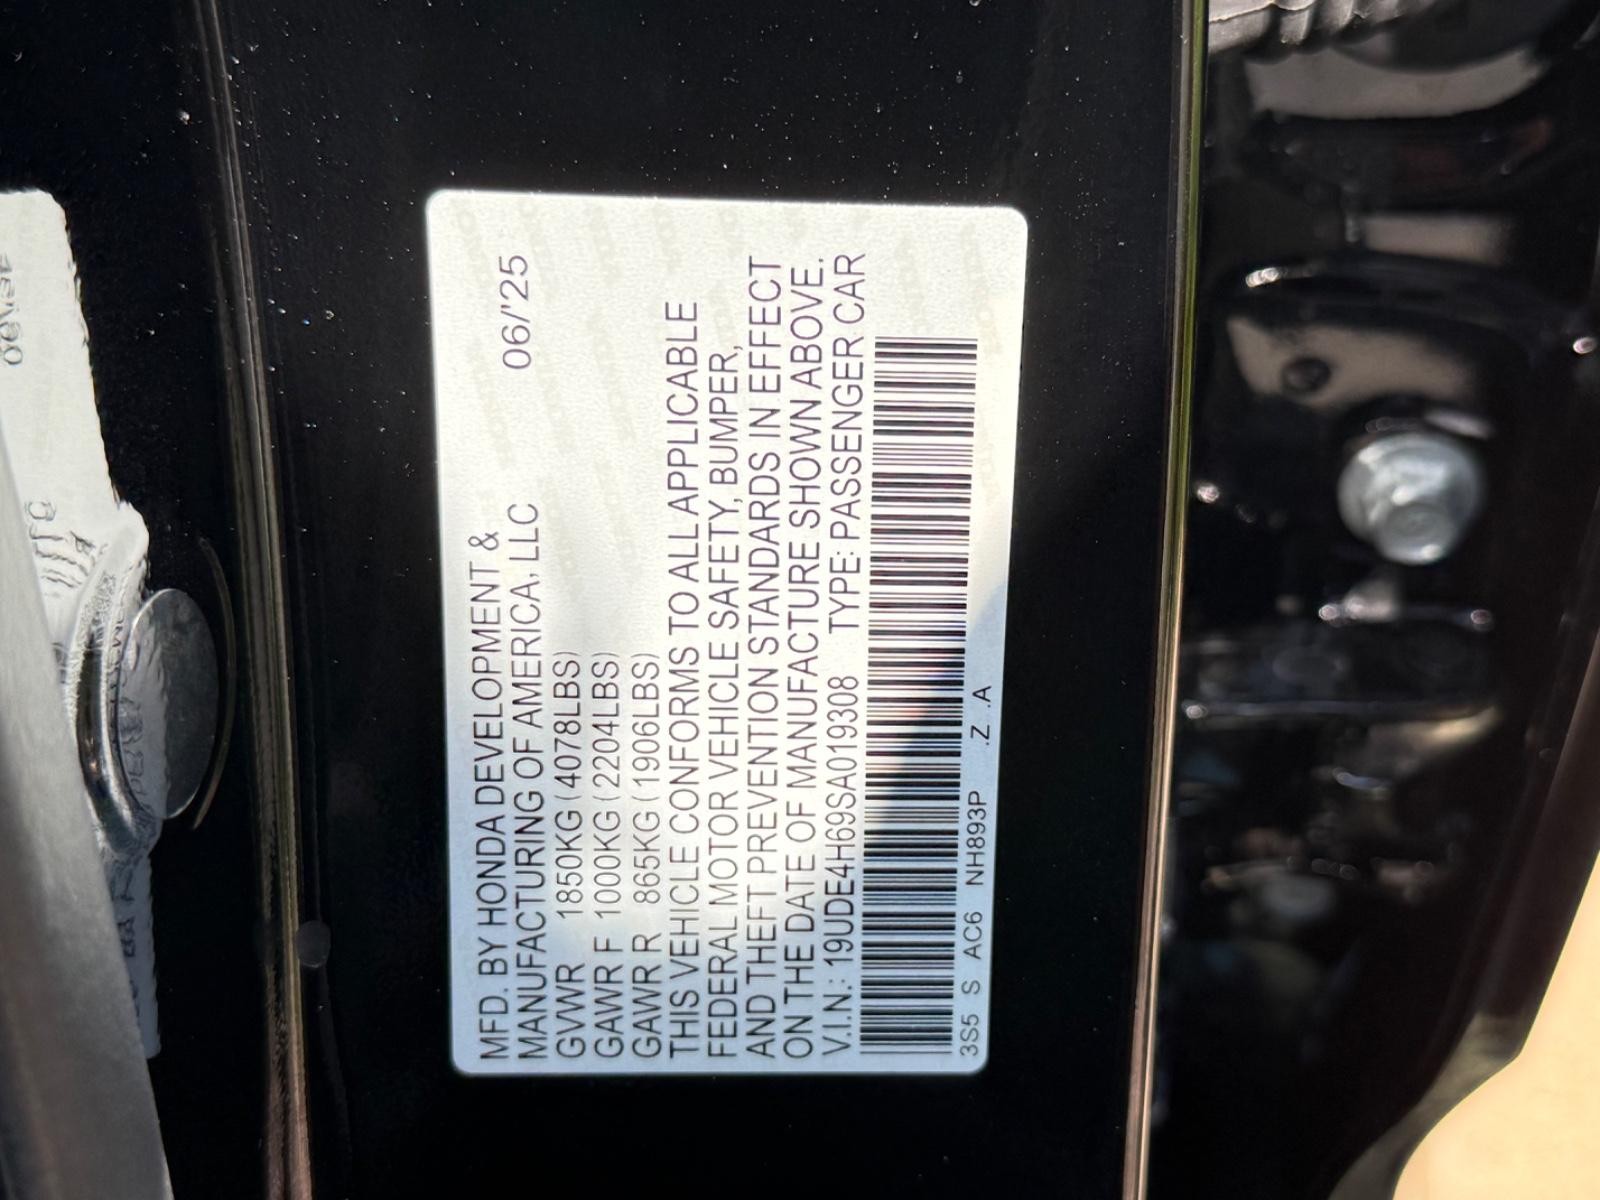 MFD. BY HONDA DEVELOPMENT &
MANUFACTURING OF AMERICA, LLC 06/'25
GVWR 1850KG (4078LBS)
GAWR F 1000KG (2204LBS)
GAWR R 865KG (1906LBS)
THIS VEHICLE CONFORMS TO ALL APPLICABLE
FEDERAL MOTOR VEHICLE SAFETY, BUMPER,
AND THEFT PREVENTION STANDARDS IN EFFECT
ON THE DATE OF MANUFACTURE SHOWN ABOVE.
V.I.N.: 19UDE4H69SA019308 TYPE: PASSENGER CAR
3S5 S AC6 NH893P .Z .A